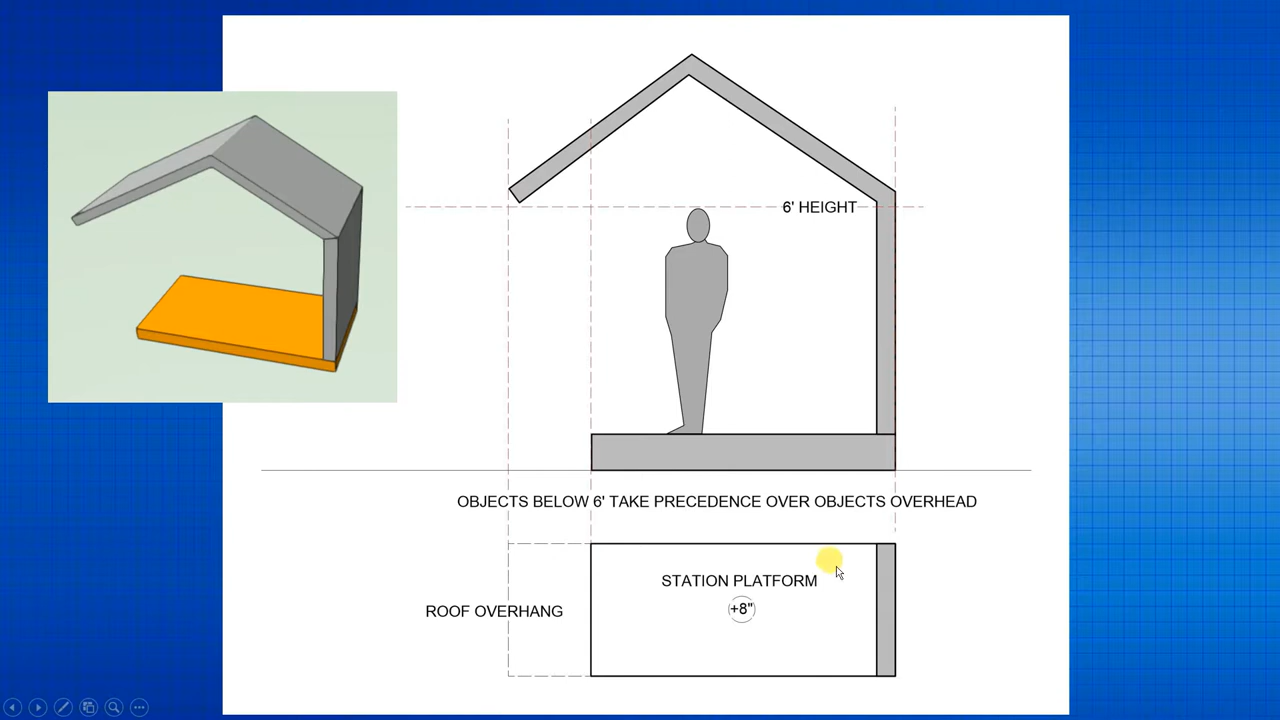 6' HEIGHT
OBJECTS BELOW 6' TAKE PRECEDENCE OVER OBJECTS OVERHEAD
STATION PLATFORM
+8"
ROOF OVERHANG